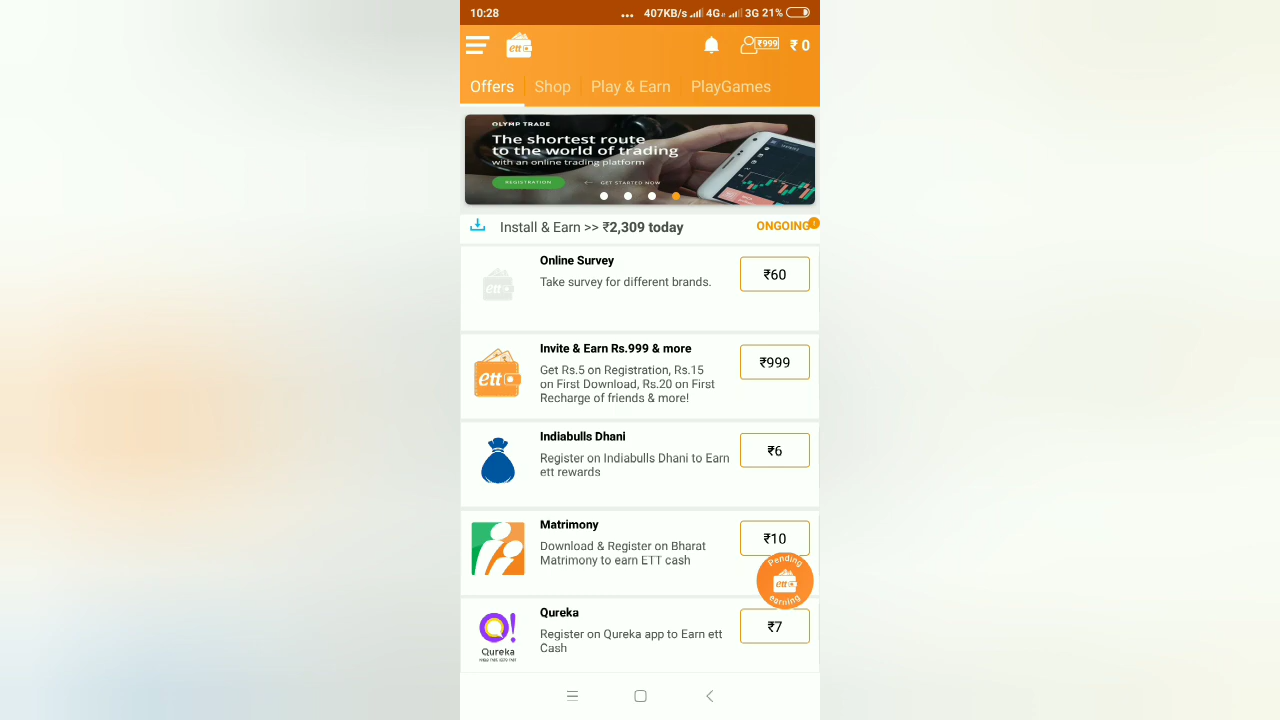 10:28
... 407KB/s 4G 3G 21%
ett ₹999 ₹ 0
Offers Shop Play & Earn PlayGames
OLYMP TRADE
The shortest route
to the world of trading
with an online trading platform
REGISTRATION GET STARTED NOW
Install & Earn >> ₹2,309 today ONGOING 1
Online Survey
ett Take survey for different brands. ₹60
Invite & Earn Rs.999 & more
ett Get Rs.5 on Registration, Rs.15 ₹999
on First Download, Rs.20 on First
Recharge of friends & more!
Indiabulls Dhani
Register on Indiabulls Dhani to Earn ₹6
ett rewards
Matrimony
Download & Register on Bharat ₹10
Matrimony to earn ETT cash
Pending
ett
earning
Qureka
Q! Register on Qureka app to Earn ett ₹7
Cash
Qureka